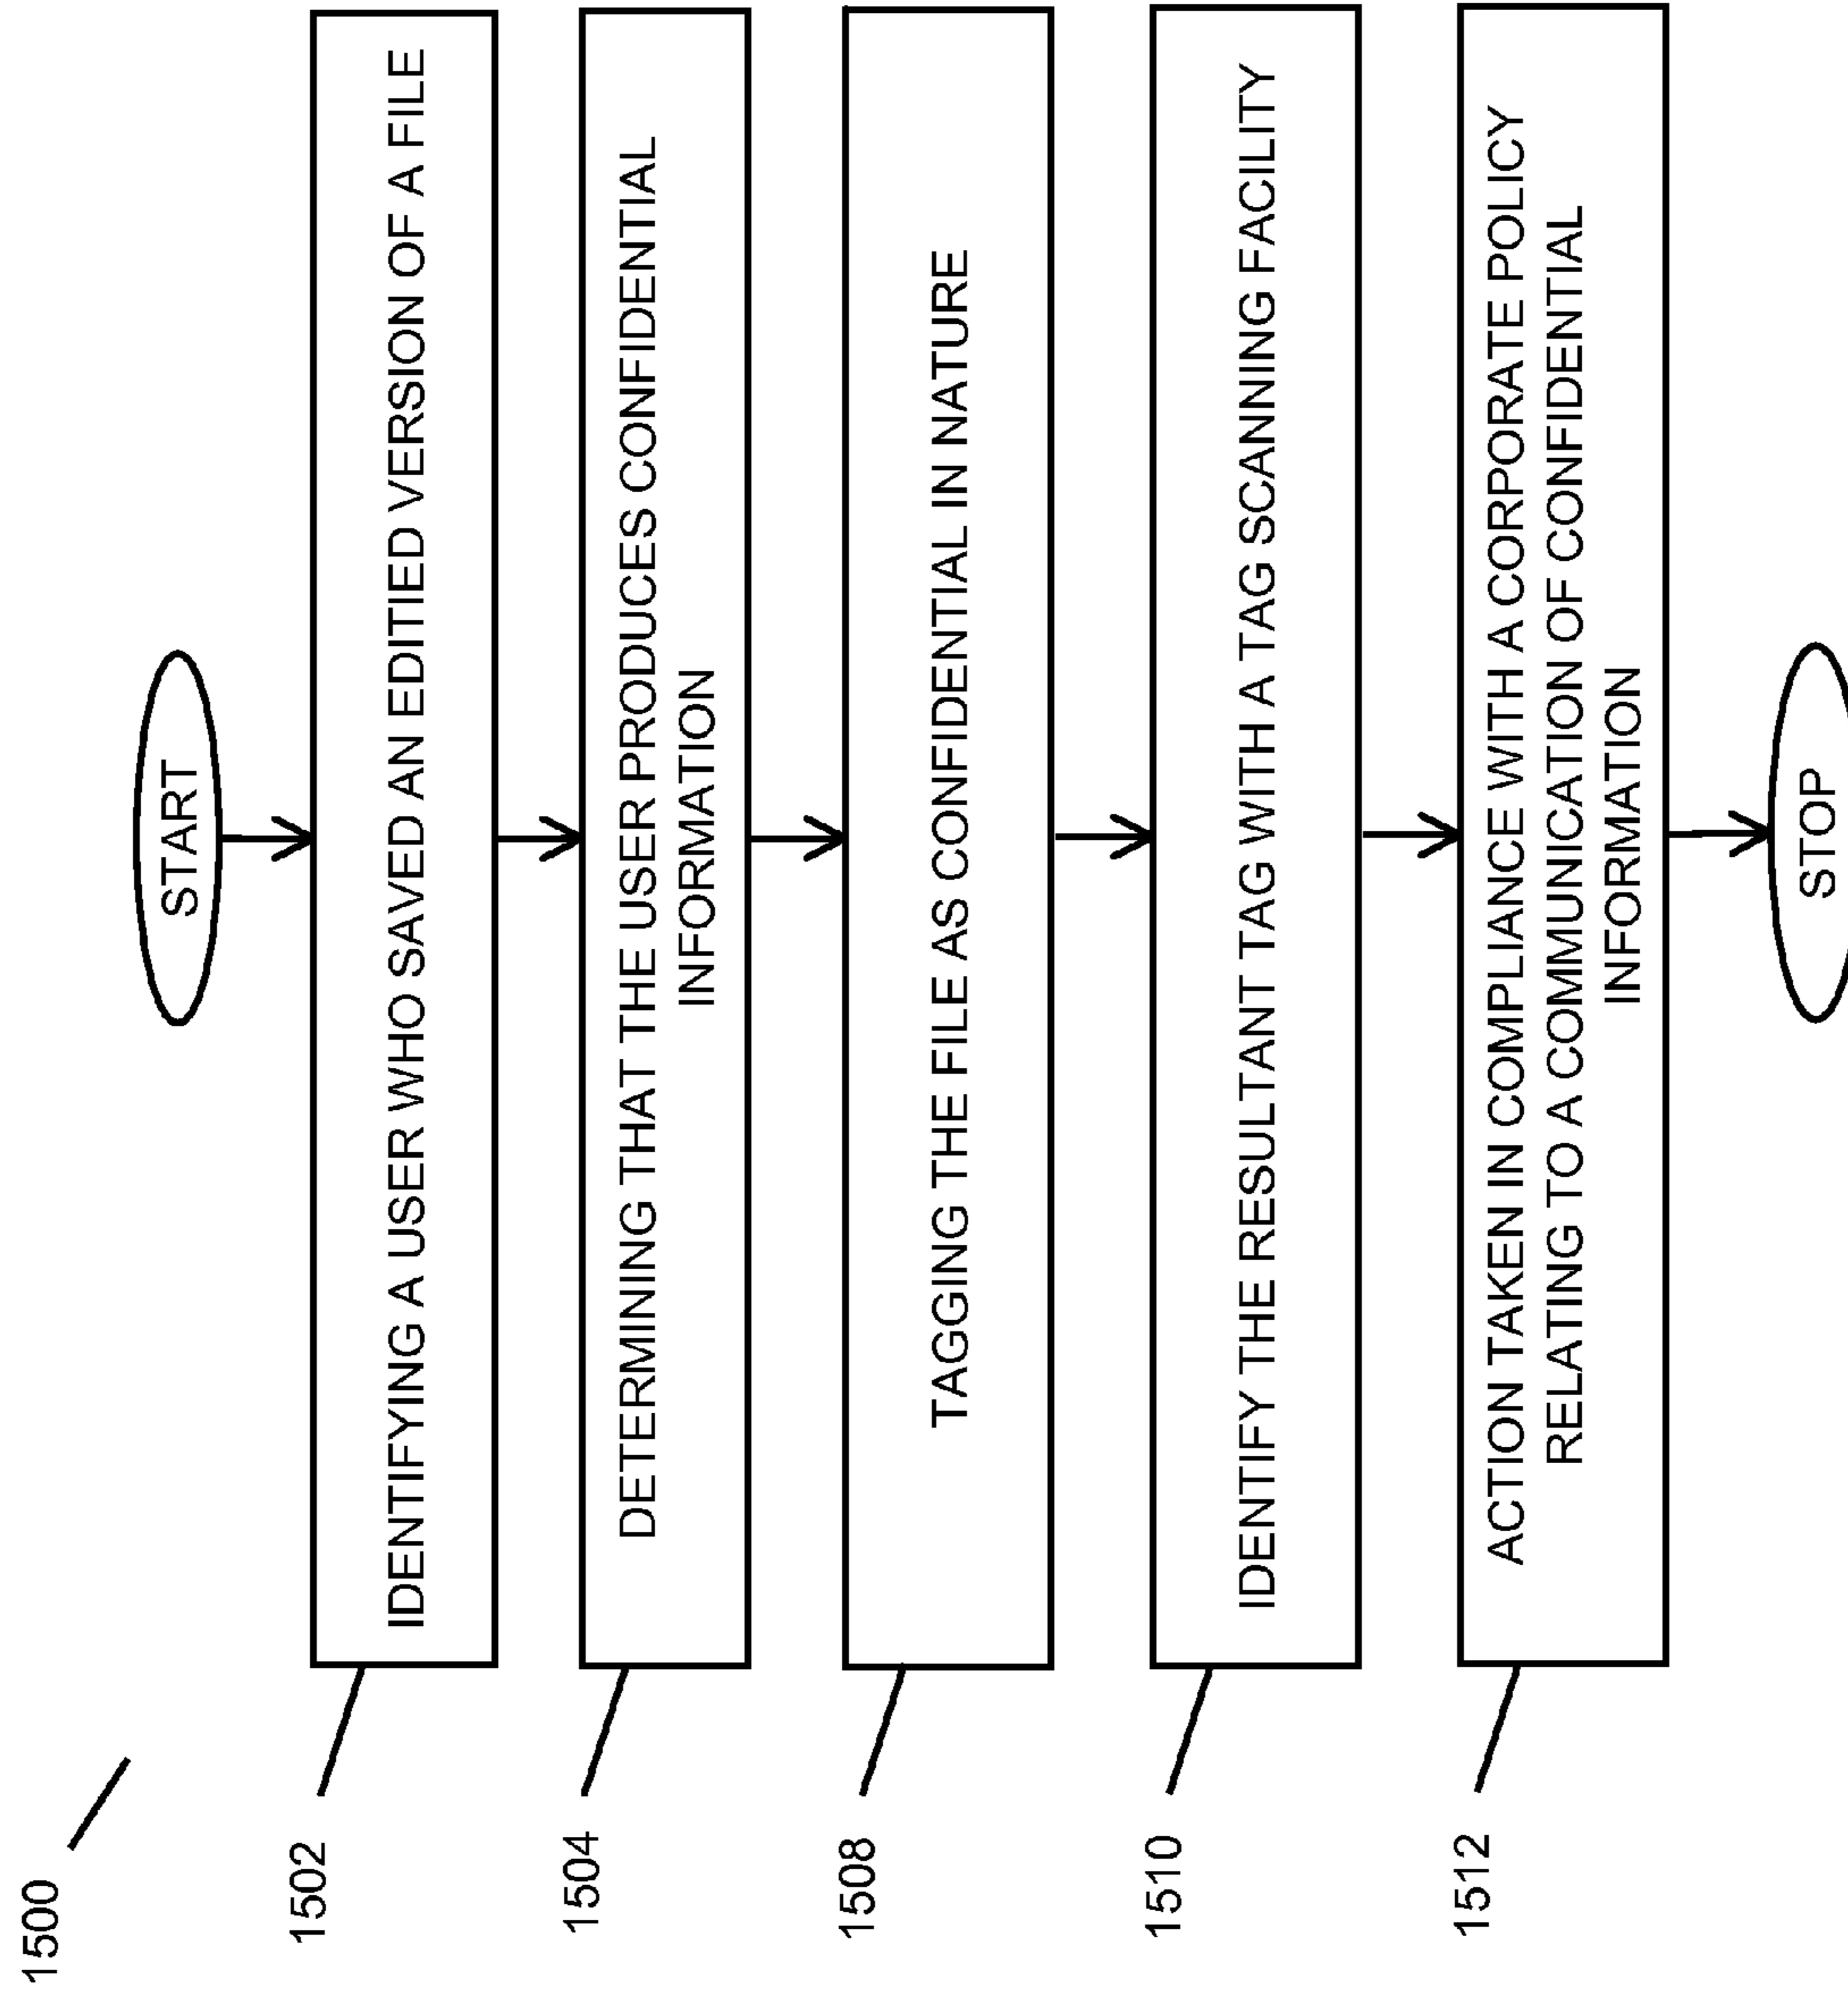 1500
START
1502
IDENTIFYING A USER WHO SAVED AN EDITIED VERSION OF A FILE
1504
DETERMINING THAT THE USER PRODUCES CONFIDENTIAL
INFORMATION
1508
TAGGING THE FILE AS CONFIDENTIAL IN NATURE
1510
IDENTIFY THE RESULTANT TAG WITH A TAG SCANNING FACILITY
1512
ACTION TAKEN IN COMPLIANCE WITH A CORPORATE POLICY
RELATING TO A COMMUNICATION OF CONFIDENTIAL
INFORMATION
STOP